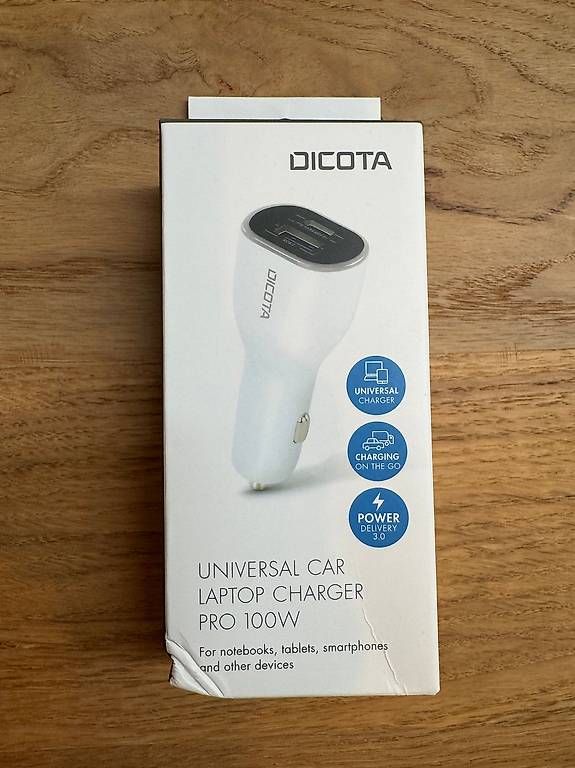 DICOTA
DICOTA
UNIVERSAL
CHARGER
CHARGING
ON THE GO
POWER
DELIVERY
3.0
UNIVERSAL CAR
LAPTOP CHARGER
PRO 100W
For notebooks, tablets, smartphones
and other devices